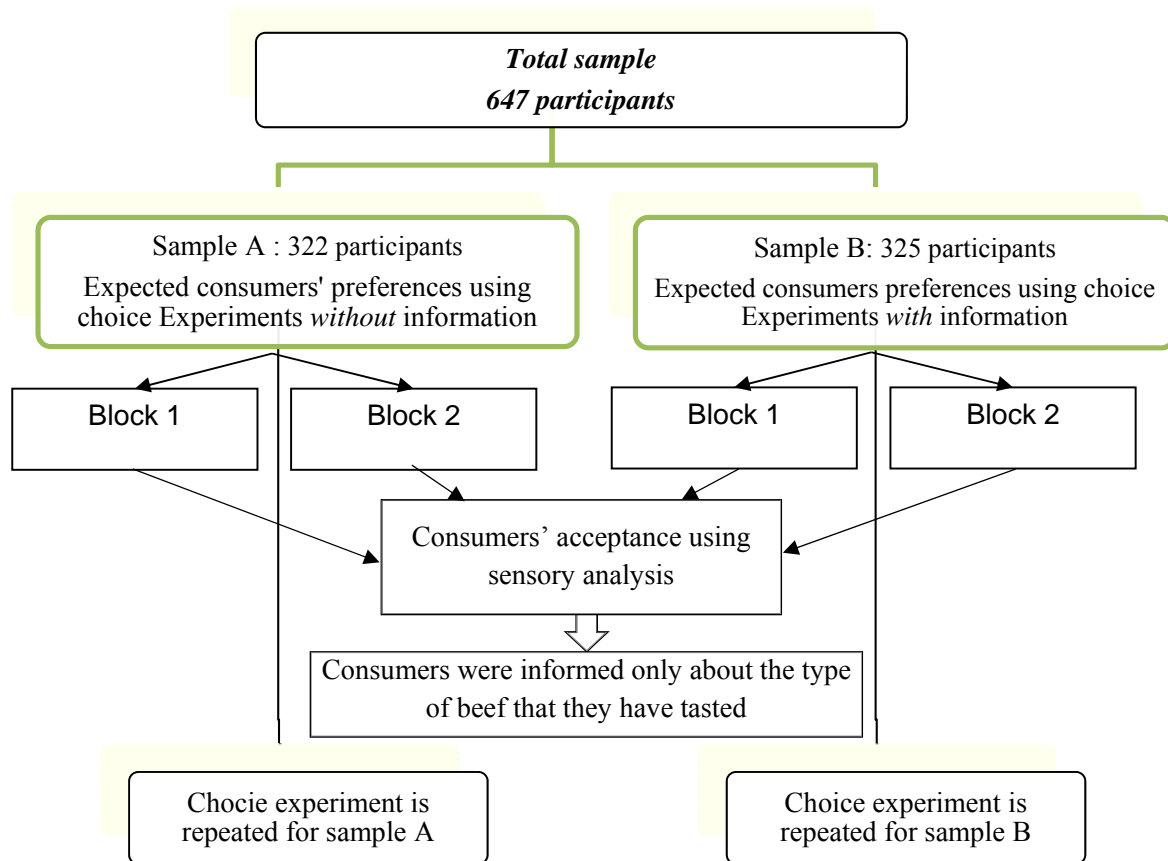 Total sample
647 participants
Sample A : 322 participants
Expected consumers' preferences using
choice Experiments without information
Sample B: 325 participants
Expected consumers preferences using choice
Experiments with information
Block 1
Block 2
Block 1
Block 2
Consumers’ acceptance using
sensory analysis
Consumers were informed only about the type
of beef that they have tasted
Chocie experiment is
repeated for sample A
Choice experiment is
repeated for sample B